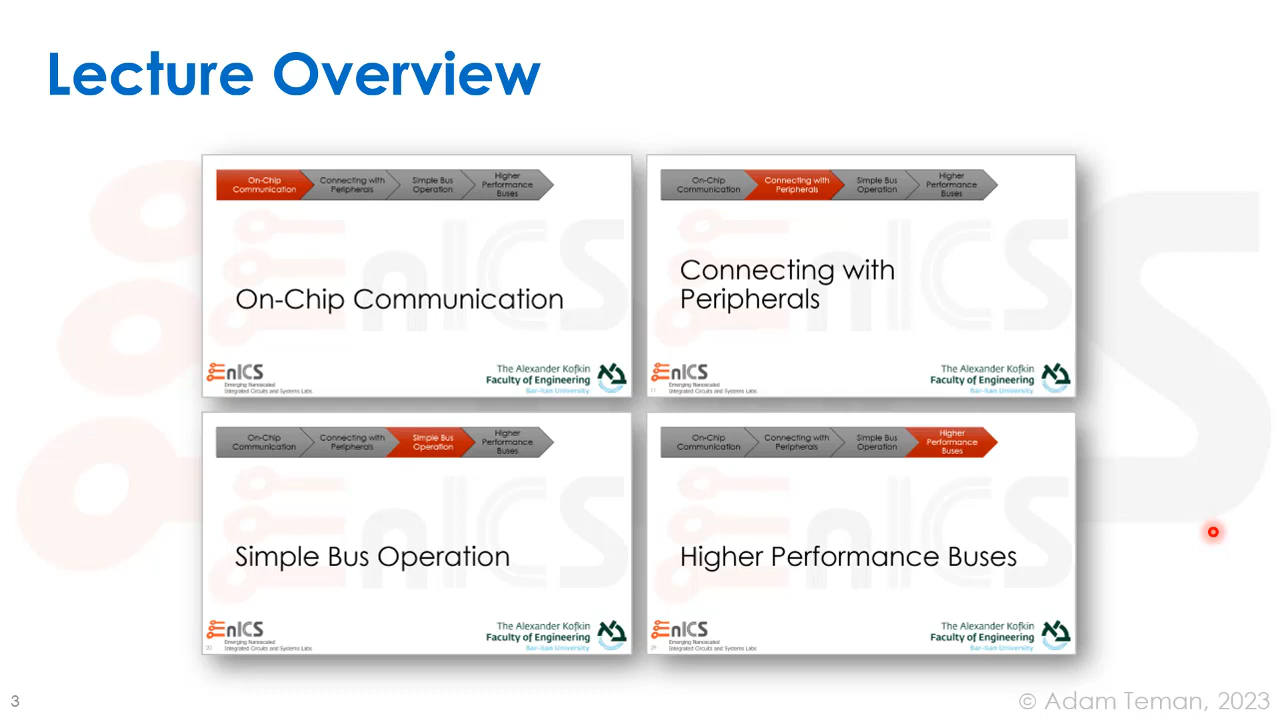 Lecture Overview
On-Chip
Communication
Connecting with
Peripherals
Simple Bus
Operation
Higher
Performance
Buses
On-Chip Communication
EnICS
Emerging Nanoscaled
Integrated Circuits and Systems Labs
The Alexander Kofkin
Faculty of Engineering
Bar-Ilan University
On-Chip
Communication
Connecting with
Peripherals
Simple Bus
Operation
Higher
Performance
Buses
Connecting with
Peripherals
EnICS
Emerging Nanoscaled
Integrated Circuits and Systems Labs
11
The Alexander Kofkin
Faculty of Engineering
Bar-Ilan University
On-Chip
Communication
Connecting with
Peripherals
Simple Bus
Operation
Higher
Performance
Buses
Simple Bus Operation
EnICS
Emerging Nanoscaled
Integrated Circuits and Systems Labs
20
The Alexander Kofkin
Faculty of Engineering
Bar-Ilan University
On-Chip
Communication
Connecting with
Peripherals
Simple Bus
Operation
Higher
Performance
Buses
Higher Performance Buses
EnICS
Emerging Nanoscaled
Integrated Circuits and Systems Labs
29
The Alexander Kofkin
Faculty of Engineering
Bar-Ilan University
3
© Adam Teman, 2023